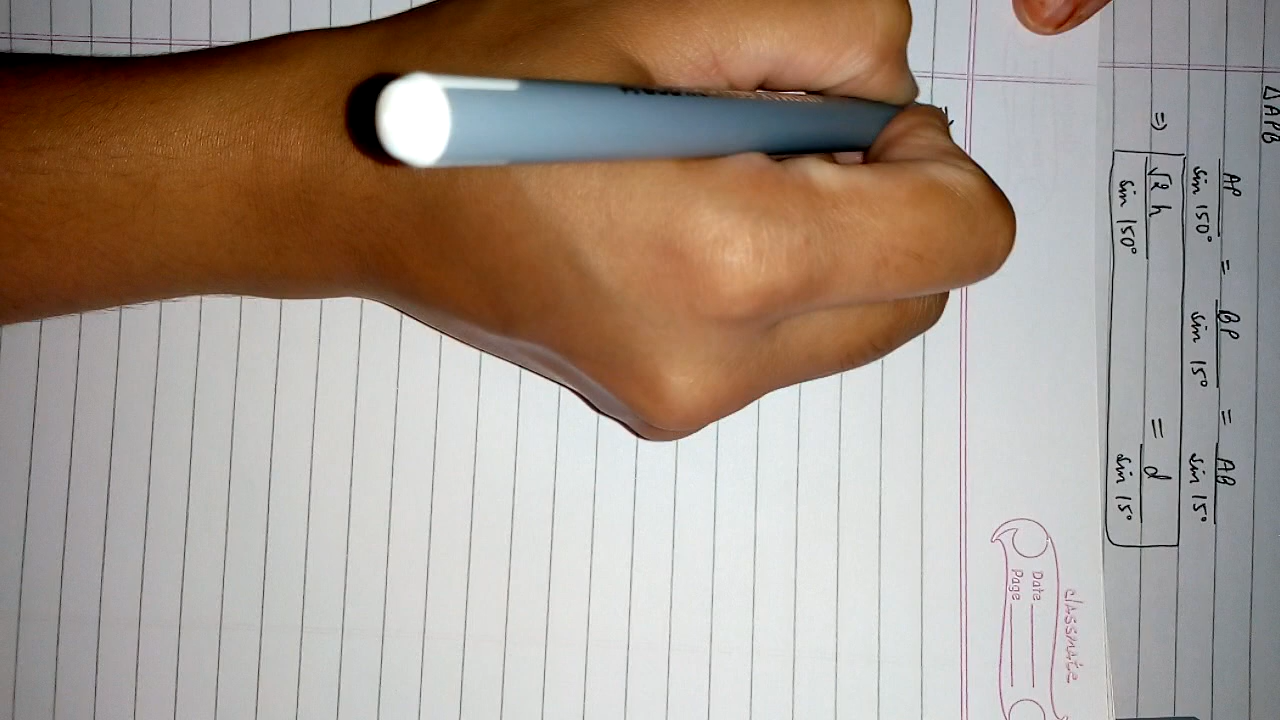 ΔAPB
AP / sin 150° = BP / sin 15° = AB / sin 15°
⇒ √2 h / sin 150° = d / sin 15°
classmate
Date
Page